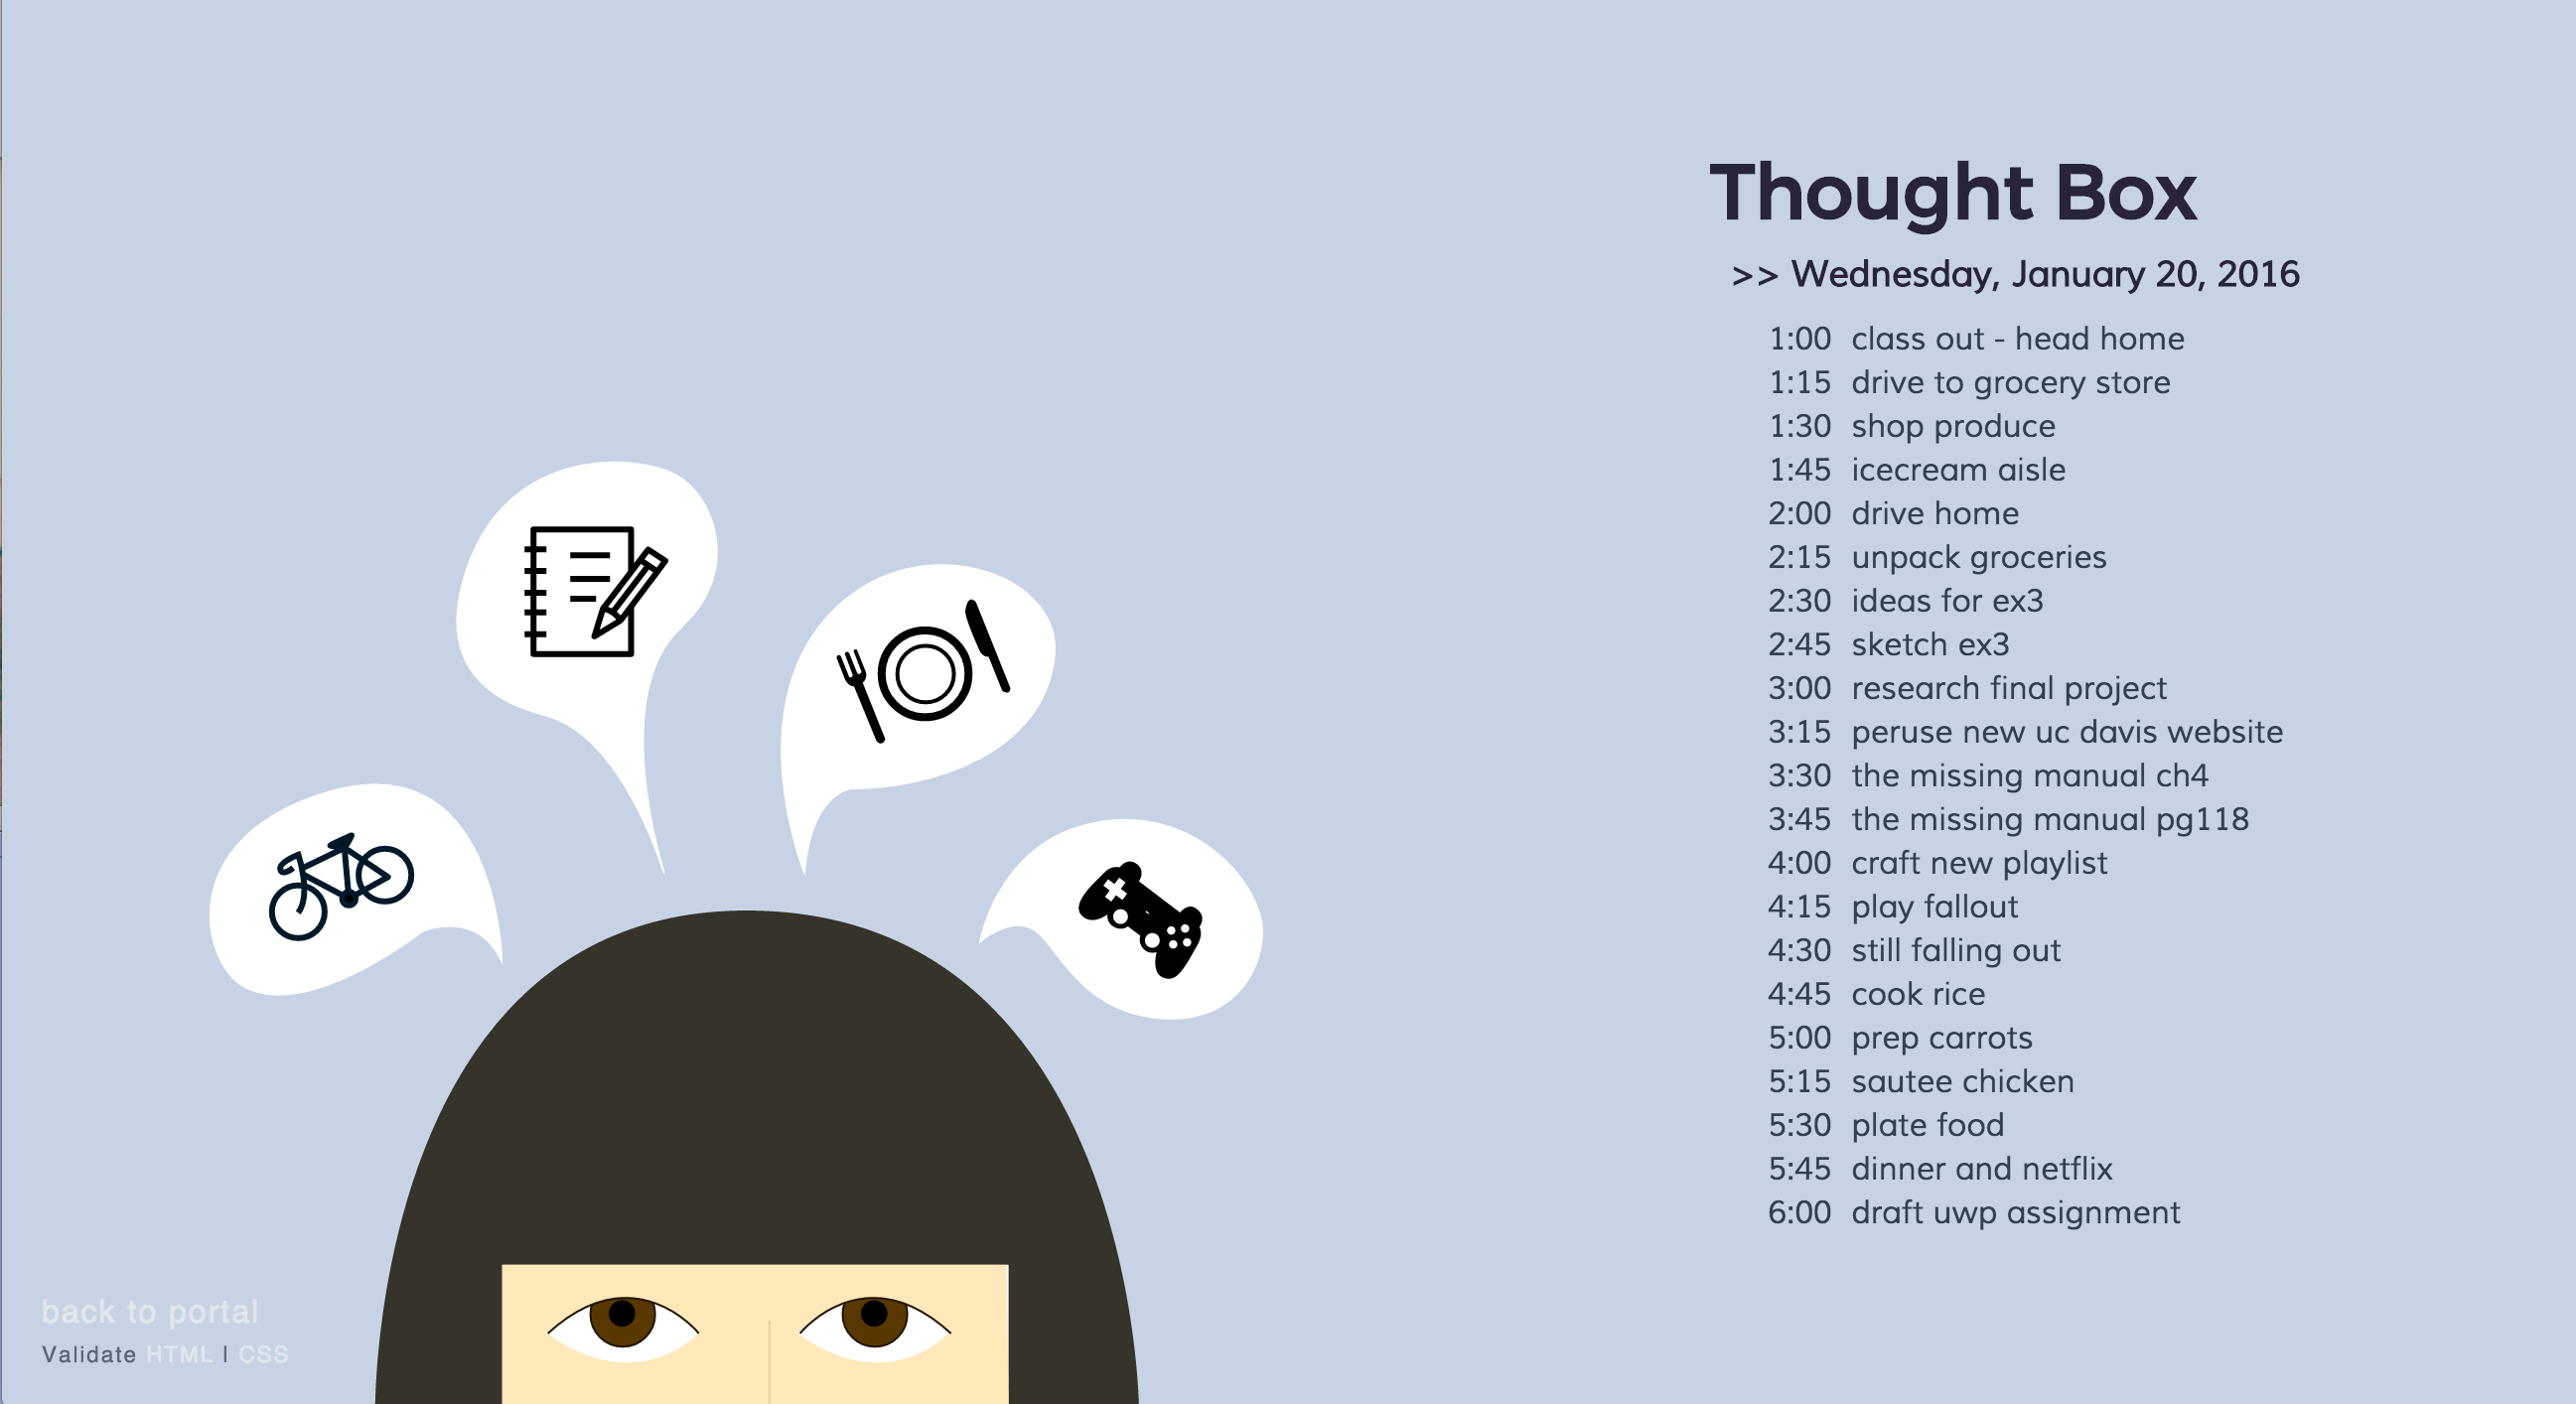 Thought Box
>> Wednesday, January 20, 2016
1:00 class out - head home
1:15 drive to grocery store
1:30 shop produce
1:45 icecream aisle
2:00 drive home
2:15 unpack groceries
2:30 ideas for ex3
2:45 sketch ex3
3:00 research final project
3:15 peruse new uc davis website
3:30 the missing manual ch4
3:45 the missing manual pg118
4:00 craft new playlist
4:15 play fallout
4:30 still falling out
4:45 cook rice
5:00 prep carrots
5:15 sautee chicken
5:30 plate food
5:45 dinner and netflix
6:00 draft uwp assignment
back to portal
Validate HTML | CSS